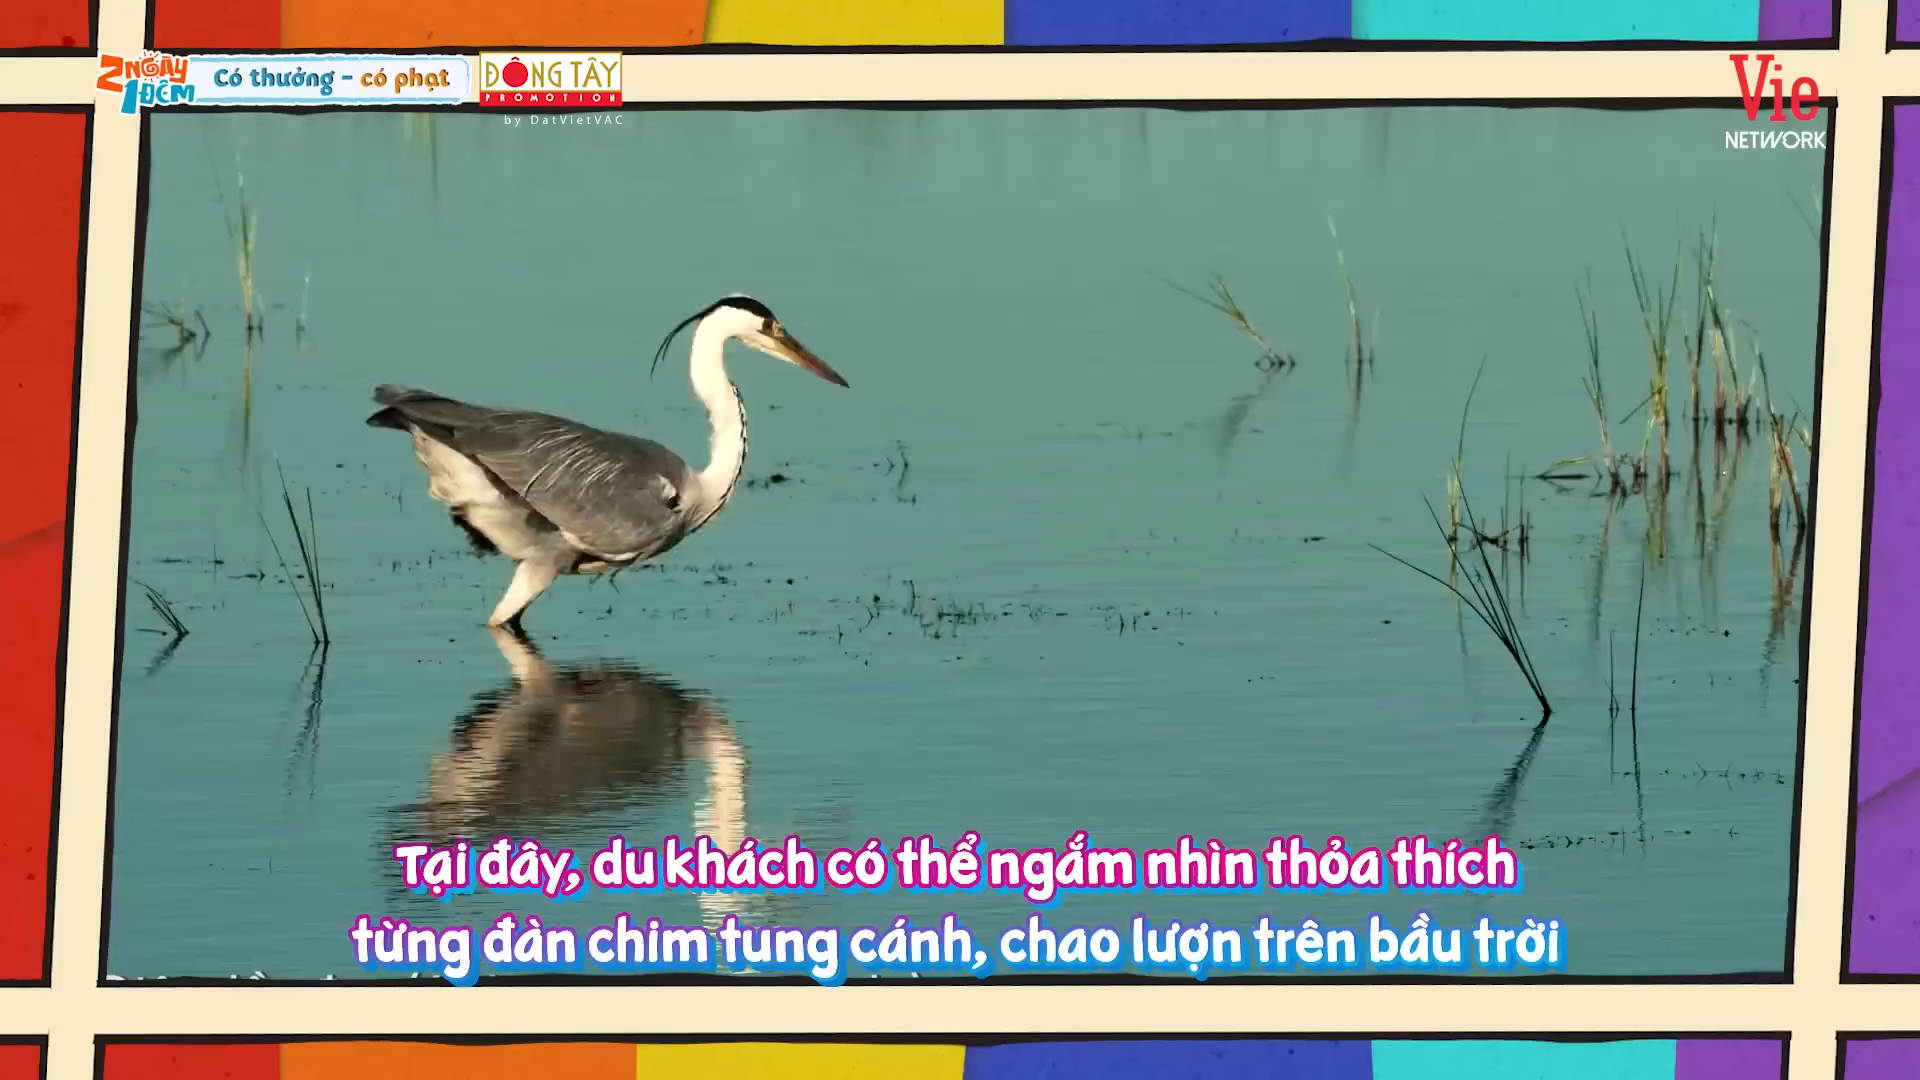 2 NGÀY 1 ĐÊM
Có thưởng - có phạt
ĐÔNG TÂY
PROMOTION
by DatVietVAC
Vie
NETWORK
Tại đây, du khách có thể ngắm nhìn thỏa thích
từng đàn chim tung cánh, chao lượn trên bầu trời